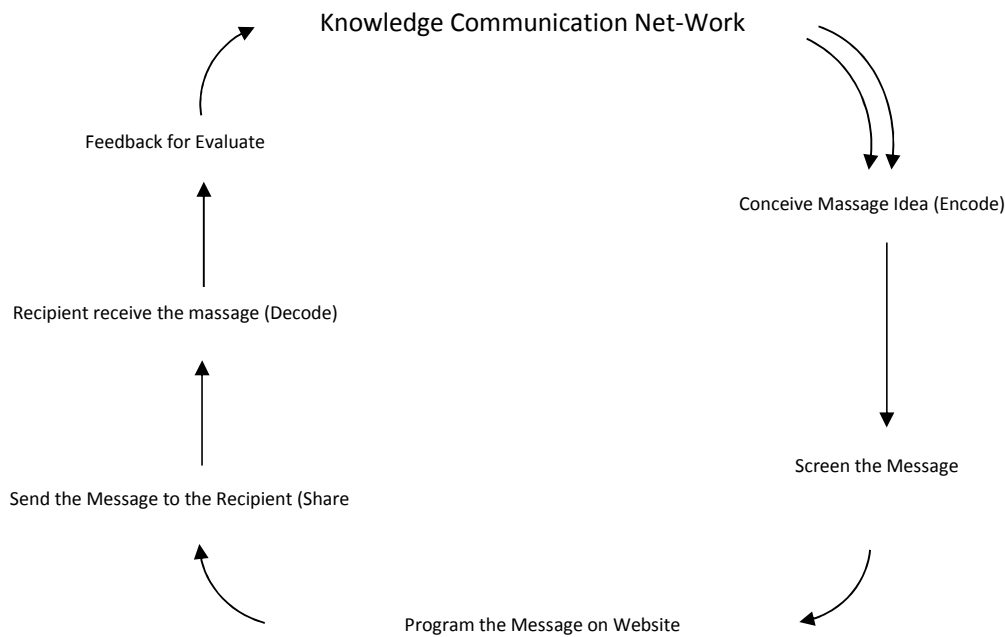 Knowledge Communication Net-Work
Feedback for Evaluate
Conceive Massage Idea (Encode)
Recipient receive the massage (Decode)
Screen the Message
Send the Message to the Recipient (Share
Program the Message on Website